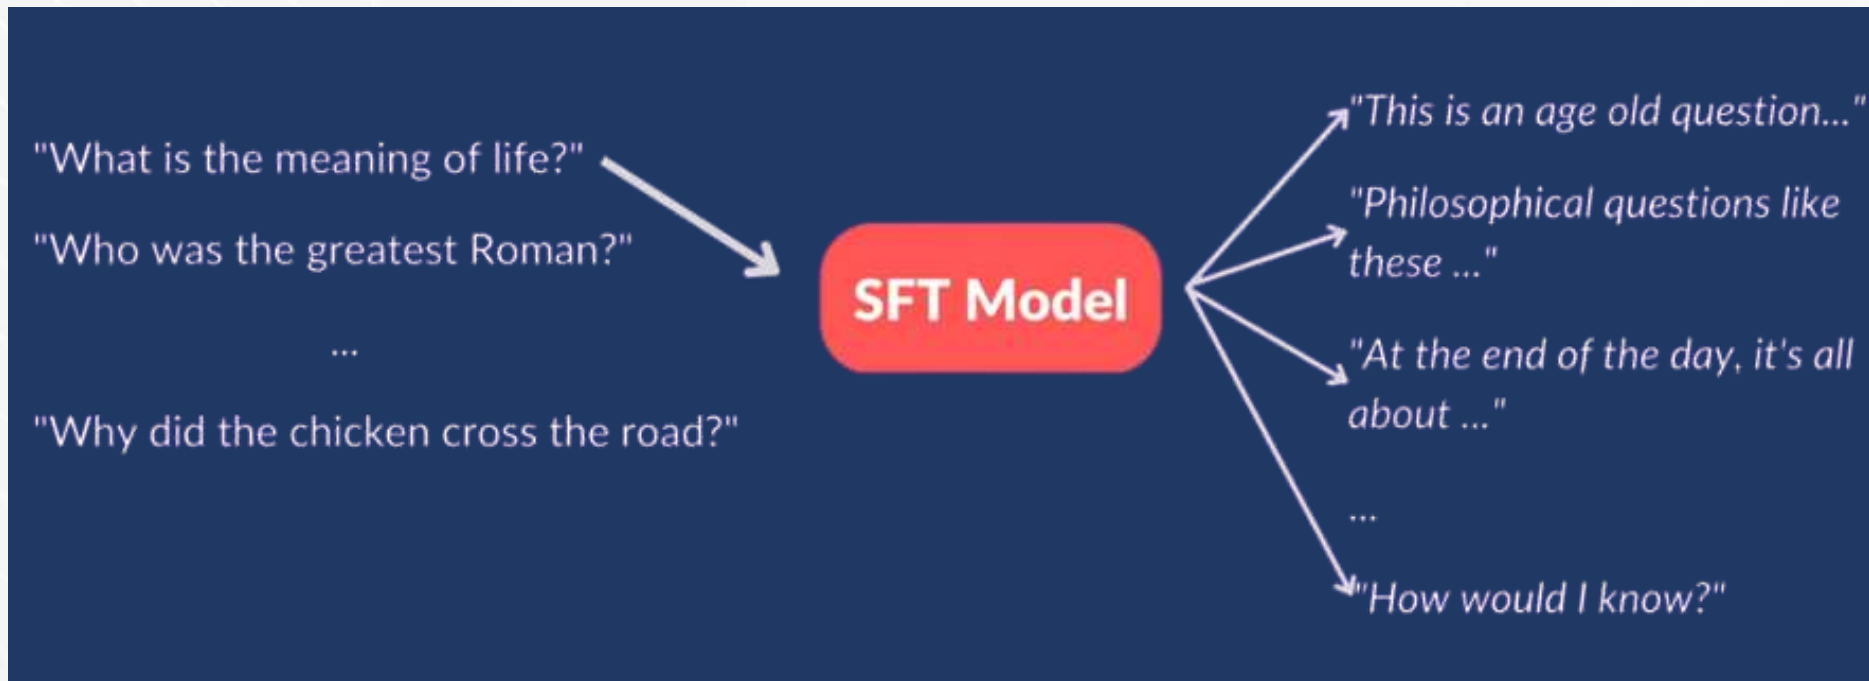 "What is the meaning of life?"
"Who was the greatest Roman?"
...
"Why did the chicken cross the road?"
SFT Model
"This is an age old question..."
"Philosophical questions like
these ..."
"At the end of the day, it's all
about ..."
...
"How would I know?"